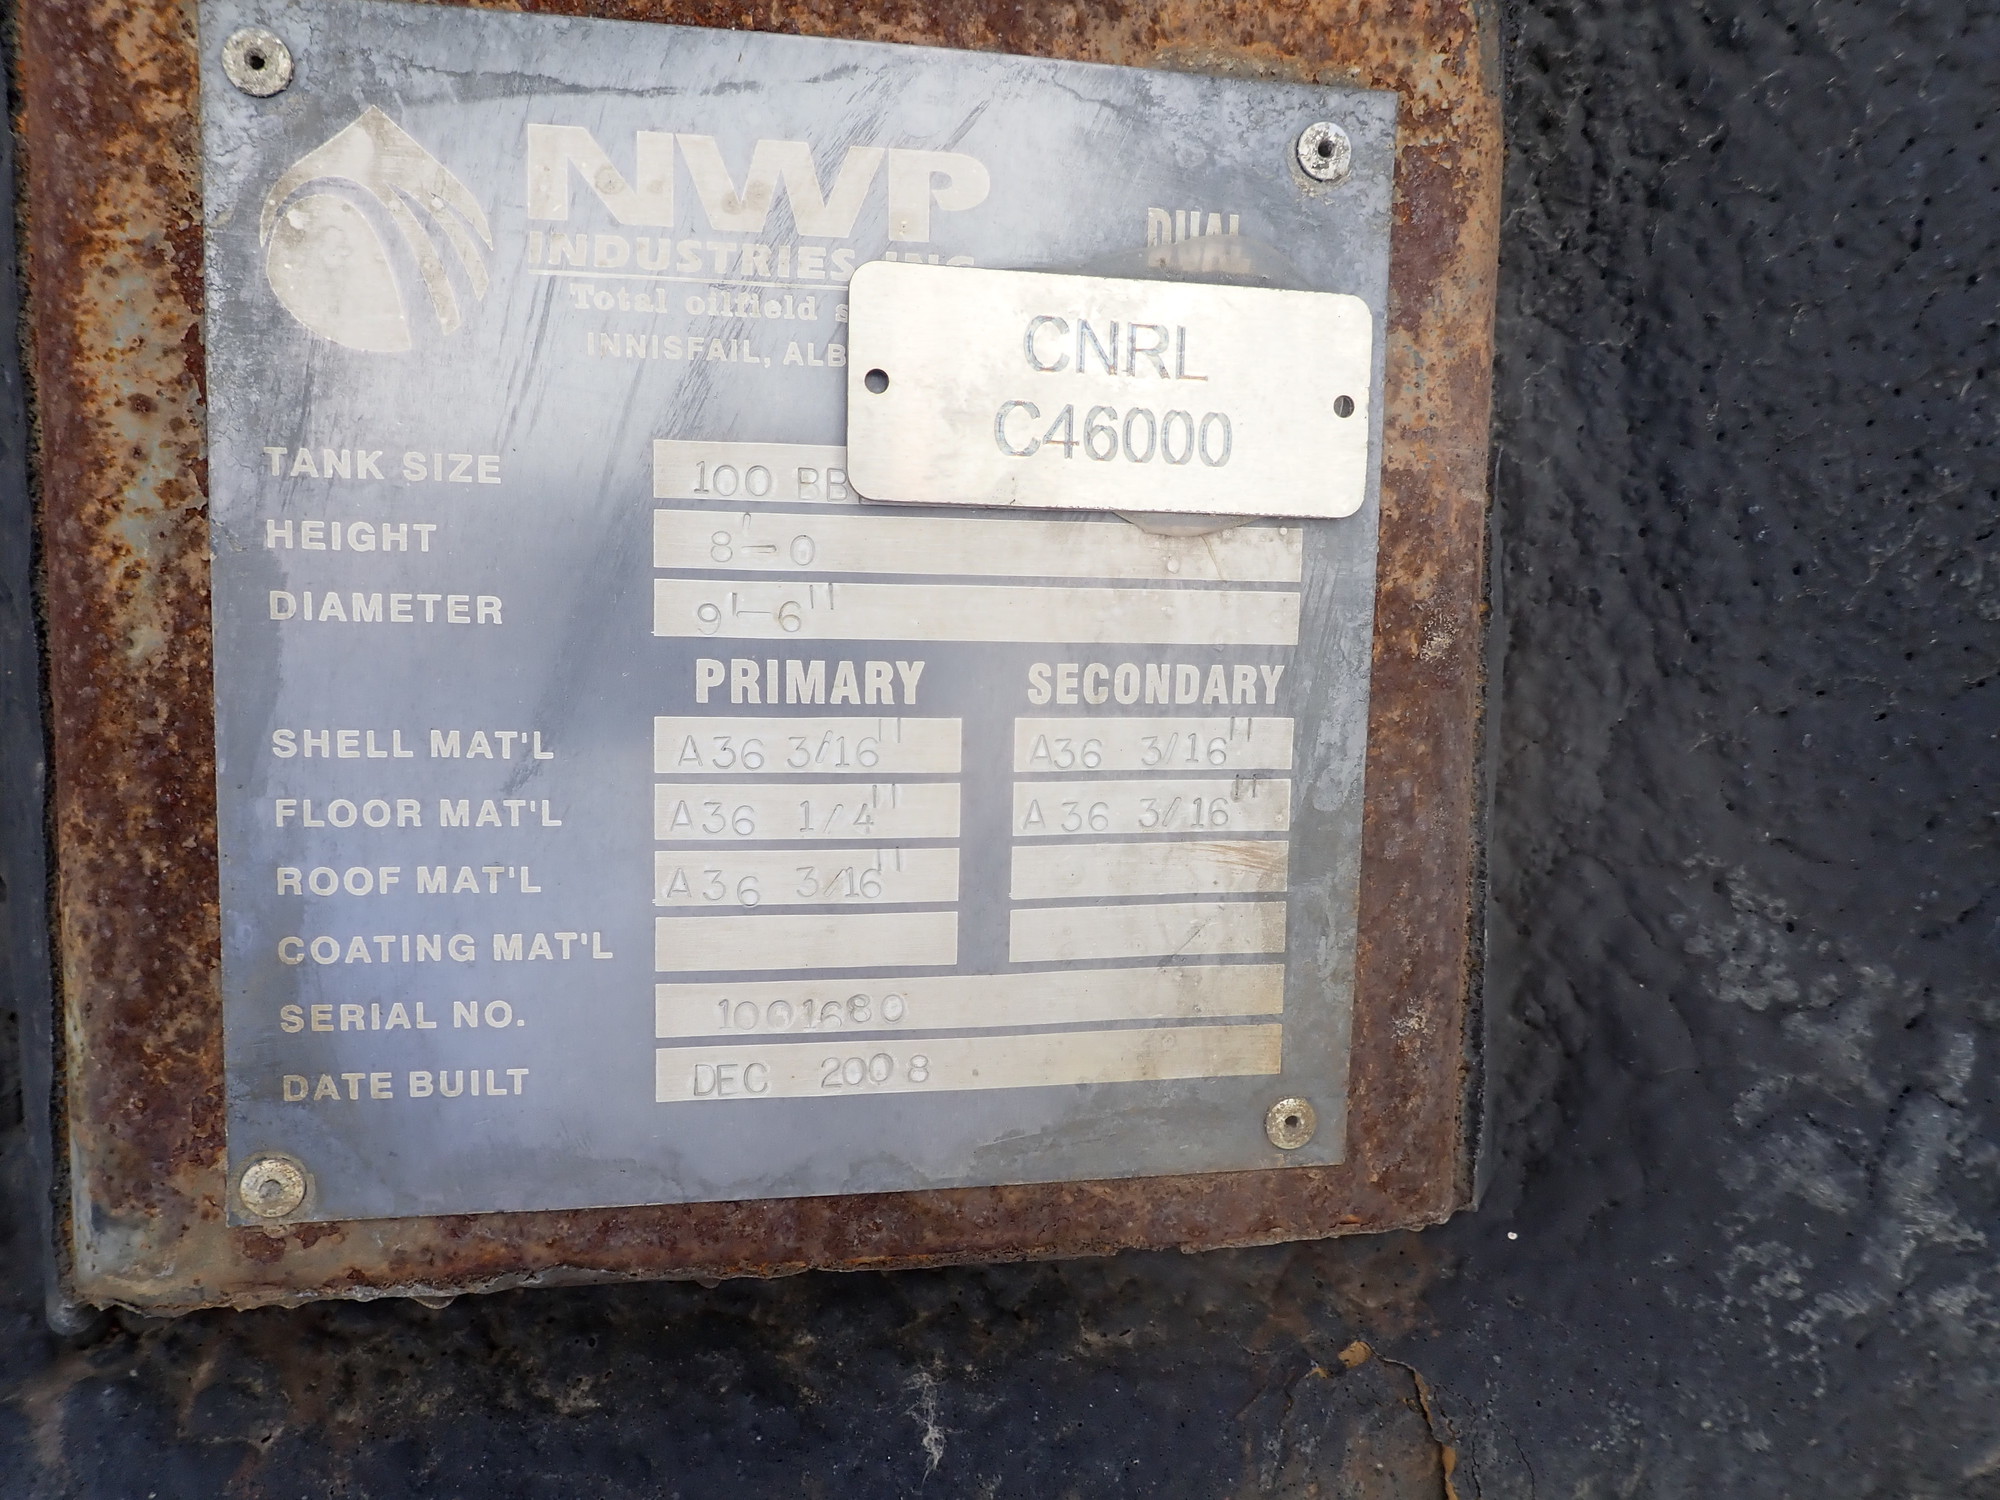 NWP
INDUSTRIES INC
DUAL
Total oilfield s
INNISFAIL, ALB
CNRL
C46000
TANK SIZE 100 BB
HEIGHT 8'-0
DIAMETER 9'-6"
PRIMARY SECONDARY
SHELL MAT'L A36 3/16" A36 3/16"
FLOOR MAT'L A36 1/4" A36 3/16"
ROOF MAT'L A36 3/16"
COATING MAT'L
SERIAL NO. 1001680
DATE BUILT DEC 2008